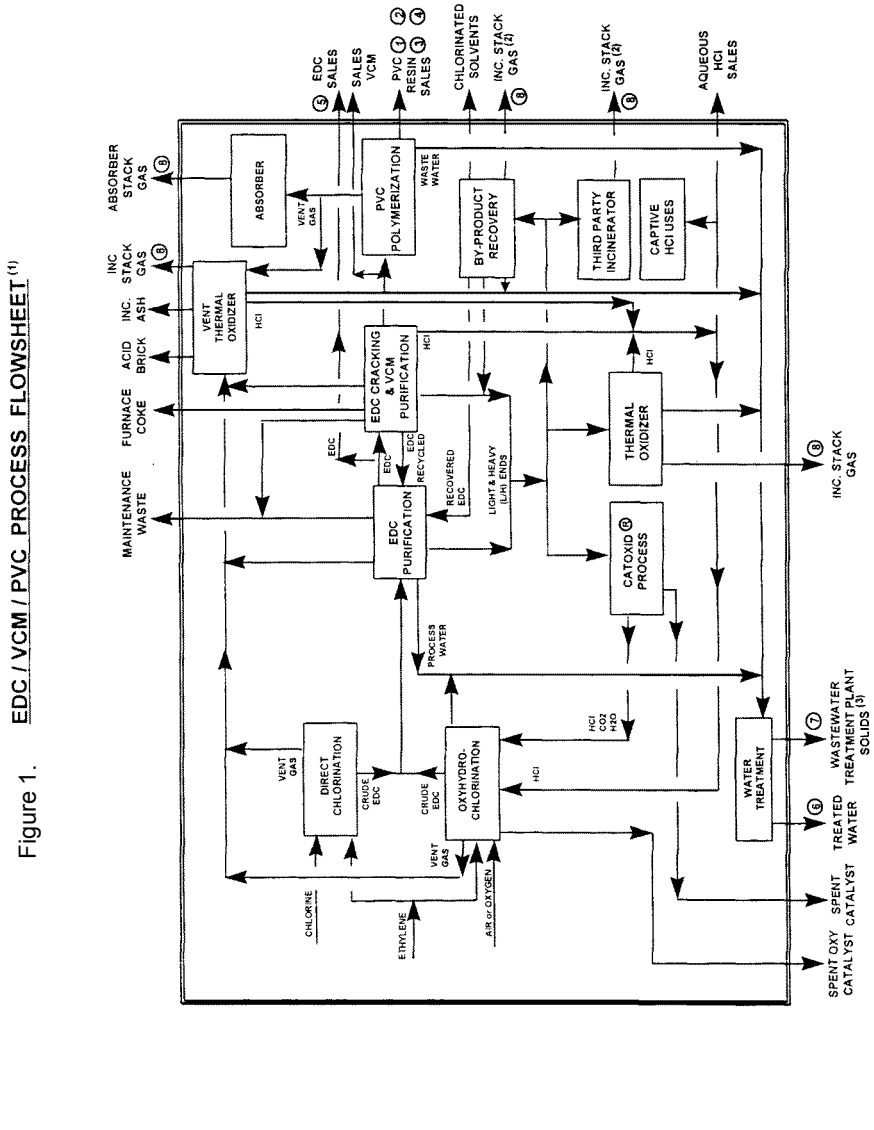 Figure 1. EDC / VCM / PVC PROCESS FLOWSHEET (1)
MAINTENANCE
WASTE
FURNACE
COKE
ACID
BRICK
INC.
ASH
INC
STACK
GAS ⑧
ABSORBER
STACK
GAS ⑧
⑤ EDC
SALES
SALES
VCM
PVC ① ②
RESIN ③ ④
SALES
CHLORINATED
SOLVENTS
INC. STACK
GAS (2)
⑧
INC. STACK
GAS (2)
⑧
AQUEOUS
HCl
SALES
VENT
THERMAL
OXIDIZER
HCl
ABSORBER
VENT
GAS
PVC
POLYMERIZATION
WASTE
WATER
EDC CRACKING
& VCM
PURIFICATION
HCl
EDC
EDC
EDC
RECYCLED
EDC
PURIFICATION
RECOVERED
EDC
PROCESS
WATER
LIGHT & HEAVY
(L/H) ENDS
BY-PRODUCT
RECOVERY
THIRD PARTY
INCINERATOR
CAPTIVE
HCl USES
HCl
THERMAL
OXIDIZER
CATOXID Ⓡ
PROCESS
HCl
CO2
H2O
VENT
GAS
DIRECT
CHLORINATION
CRUDE
EDC
CRUDE
EDC
OXYHYDRO-
CHLORINATION
VENT
GAS
HCl
CHLORINE
ETHYLENE
AIR or OXYGEN
WATER
TREATMENT
SPENT OXY
CATALYST
SPENT
CATALYST
⑥
TREATED
WATER
⑦
WASTEWATER
TREATMENT PLANT
SOLIDS (3)
⑧
INC. STACK
GAS